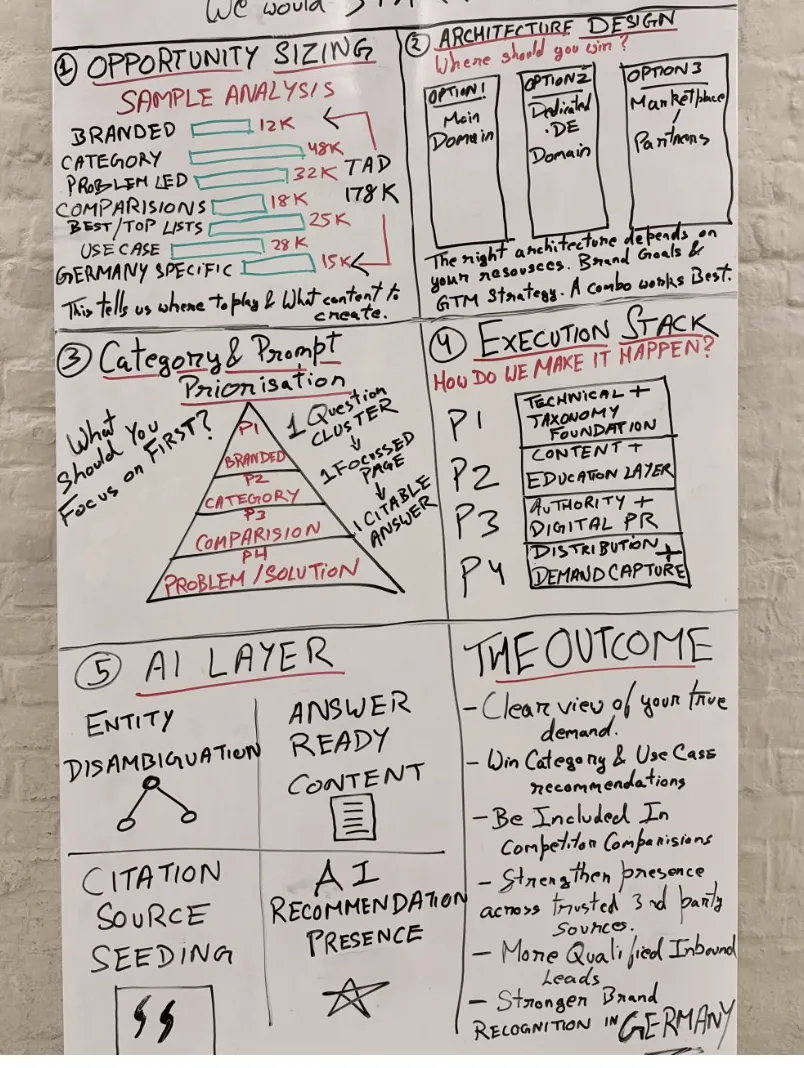 We would
① OPPORTUNITY SIZING
SAMPLE ANALYSIS
BRANDED 12K
CATEGORY 48K
PROBLEM LED 32K
COMPARISIONS 18K
BEST/TOP LISTS 25K
USE CASE 28K
GERMANY SPECIFIC 15K
TAD
178K
This tells us where to play & What content to
create.
② ARCHITECTURE DESIGN
Where should you win?
OPTION 1
Main
Domain
OPTION 2
Dedicated
.DE
Domain
OPTION 3
Marketplace
/
Partners
The right architecture depends on
your resources. Brand Goals &
GTM Strategy. A combo works Best.
③ Category & Prompt
Priorisation
What
Should You
Focus on FIRST?
P1
BRANDED
P2
CATEGORY
P3
COMPARISION
P4
PROBLEM / SOLUTION
1 Question
CLUSTER
↓
1 FOCUSSED
PAGE
↓
1 CITABLE
ANSWER
④ EXECUTION STACK
HOW DO WE MAKE IT HAPPEN?
P1 TECHNICAL +
TAXONOMY
FOUNDATION
P2 CONTENT +
EDUCATION LAYER
P3 AUTHORITY +
DIGITAL PR
P4 DISTRIBUTION +
DEMAND CAPTURE
⑤ AI LAYER
ENTITY
DISAMBIGUATION
ANSWER
READY
CONTENT
CITATION
SOURCE
SEEDING
AI
RECOMMENDATION
PRESENCE
THE OUTCOME
- Clear view of your true
demand.
- Win Category & Use Case
recommendations
- Be Included In
Competitor Comparisions
- Strengthen presence
across trusted 3rd party
Sources.
- More Qualified Inbound
Leads
- Stronger Brand
RECOGNITION IN GERMANY